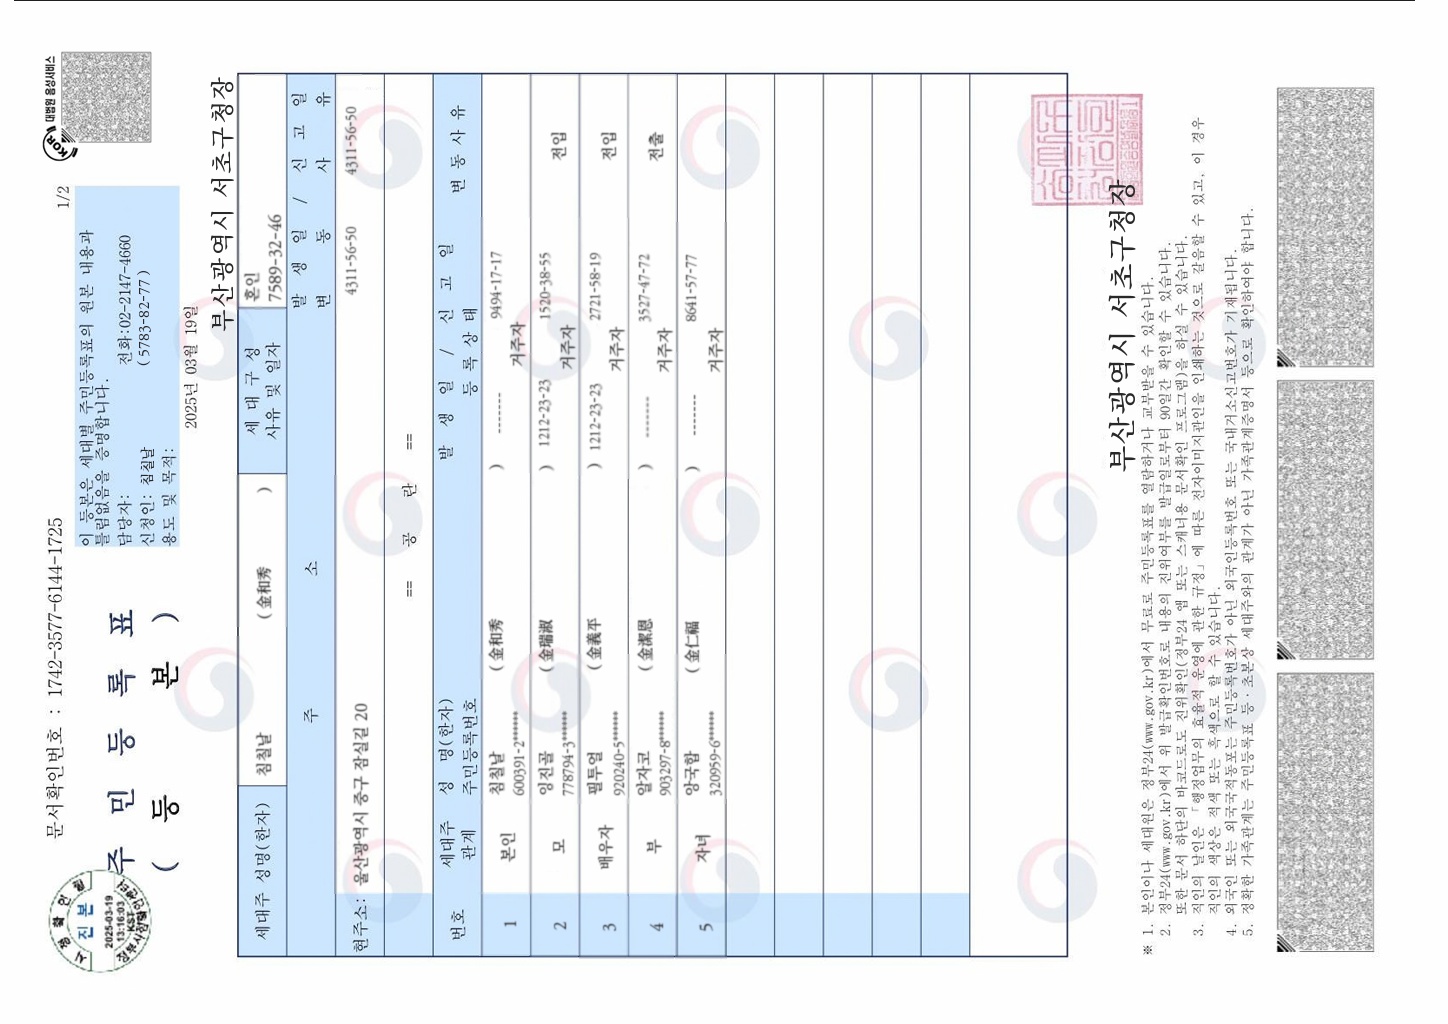 문서확인번호 : 1742-3577-6144-1725
1/2
대법원 음성서비스
주 민 등 록 표
( 등 본 )
이 등본은 세대별 주민등록표의 원본 내용과
틀림없음을 증명합니다.
담당자: 전화:02-2147-4660
신청인: 침칠날 (5783-82-77)
용도 및 목적:
2025년 03월 19일
부산광역시 서초구청장
진 본
2025-03-19
13:16:03
KST
세대주 성명(한자) 침칠날 (金和秀 ) 세 대 구 성 사유 및 일자 혼인 7589-32-46
주 소 발 생 일 / 신 고 일
변 동 사 유
현주소: 울산광역시 중구 잠실길 20 4311-56-50 4311-56-50
== 공 란 ==
번호 세대주 관계 성 명(한자) 주민등록번호 발 생 일 / 신 고 일 등 록 상 태 변 동 사 유
1 본인 침칠날 (金和秀 ) ------- 9494-17-17
600391-2****** 거주자
2 모 잉진골 (金瑞淑 ) 1212-23-23 1520-38-55 전입
778794-3****** 거주자
3 배우자 필투얼 (金義平 ) 1212-23-23 2721-58-19 전입
920240-5****** 거주자
4 부 알자코 (金潔恩 ) ------- 3527-47-72 전출
903297-8****** 거주자
5 자녀 앙국합 (金仁福 ) ------- 8641-57-77
320959-6****** 거주자
부산광역시 서초구청장
※ 1. 본인이나 세대원은 정부24(www.gov.kr)에서 무료로 주민등록표를 열람하거나 교부받을 수 있습니다.
2. 정부24(www.gov.kr)에서 위 발급확인번호로 내용의 진위여부를 발급일로부터 90일간 확인할 수 있습니다.
또한 문서 하단의 바코드로도 진위확인(정부24 앱 또는 스캐너용 문서확인 프로그램)을 하실 수 있습니다.
3. 직인의 날인은 「행정업무의 효율적 운영에 관한 규정」에 따른 전자이미지관인을 인쇄하는 것으로 갈음할 수 있고, 이 경우
직인의 색상은 적색 또는 흑색으로 할 수 있습니다.
4. 외국인 또는 외국국적동포는 주민등록번호가 아닌 외국인등록번호 또는 국내거소신고번호가 기재됩니다.
5. 정확한 가족관계는 주민등록표 등·초본상 세대주와의 관계가 아닌 가족관계증명서 등으로 확인하여야 합니다.